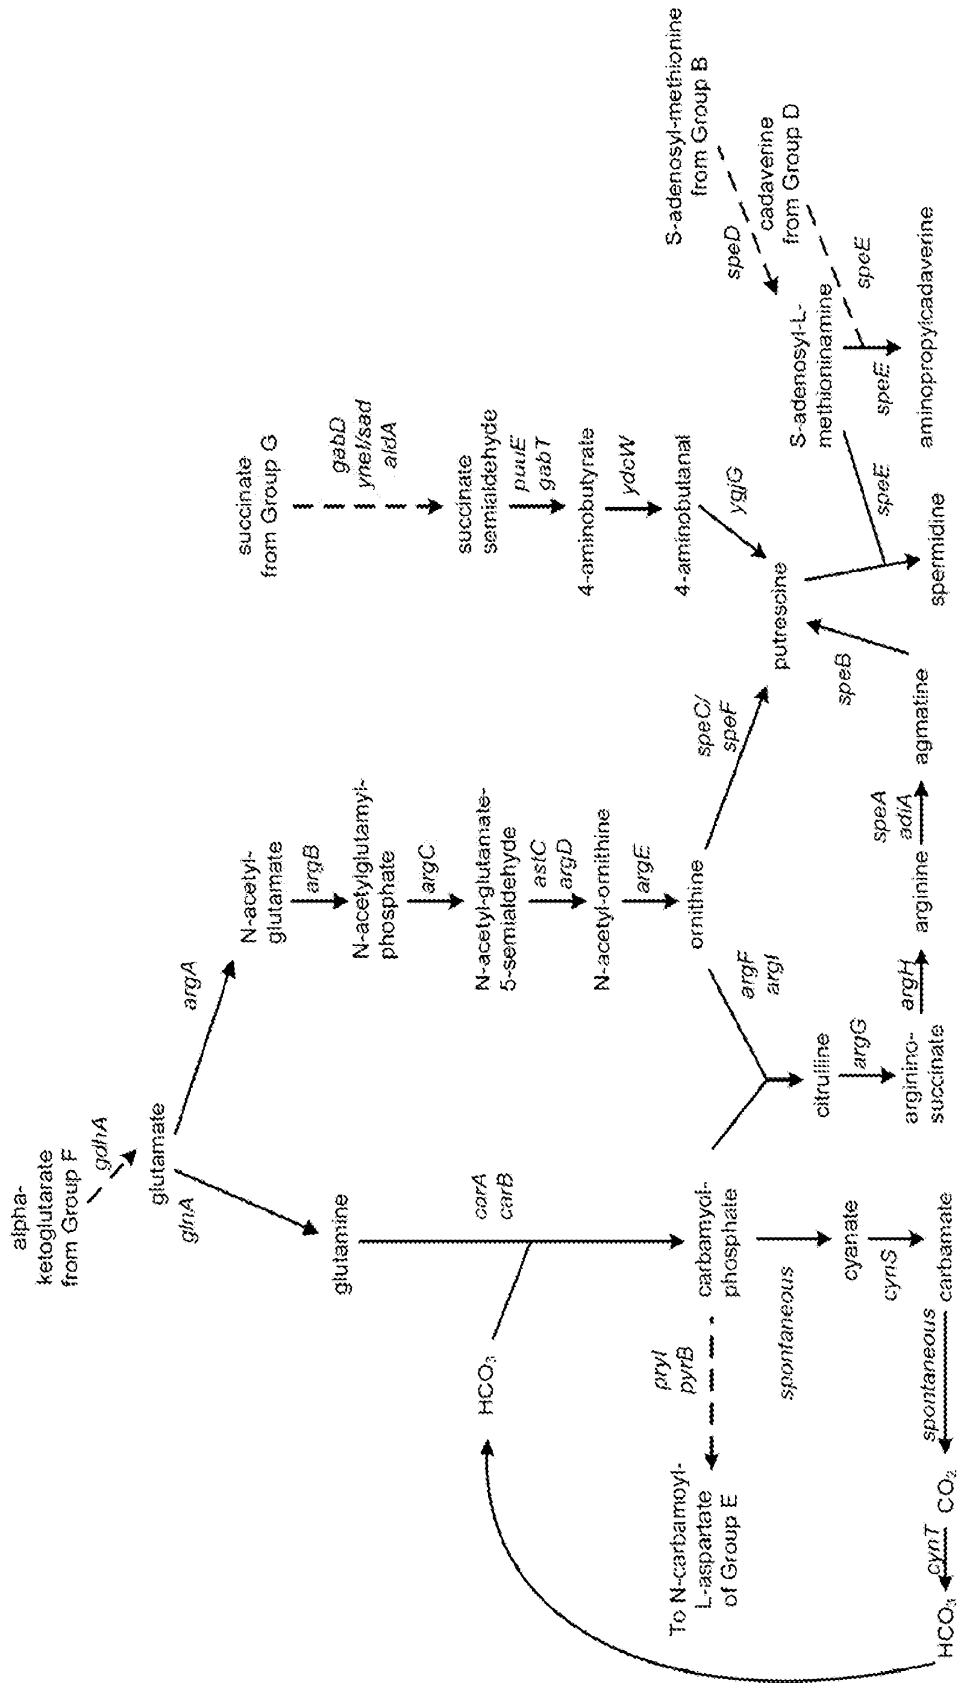 alpha-
ketoglutarate
from Group F
gdhA
glutamate
glnA
argA
glutamine
N-acetyl-
glutamate
argB
N-acetylglutamyl-
phosphate
argC
N-acetyl-glutamate-
5-semialdehyde
astC
argD
N-acetyl-ornithine
argE
ornithine
succinate
from Group G
gabD
yneI/sad
aldA
succinate
semialdehyde
puuE
gabT
4-aminobutyrate
ydcW
4-aminobutanal
ygjG
HCO3
carA
carB
carbamyol-
phosphate
pryI
pyrB
To N-carbamoyl-
L-aspartate
of Group E
spontaneous
cyanate
cynS
carbamate
spontaneous
CO2
cynT
HCO3
argF
argI
citrulline
argG
arginino-
succinate
argH
arginine
speA
adiA
agmatine
speB
speC/
speF
putrescine
speE
spermidine
S-adenosyl-methionine
from Group B
speD
cadaverine
from Group D
S-adenosyl-L-
methioninamine
speE
speE
aminopropylcadaverine